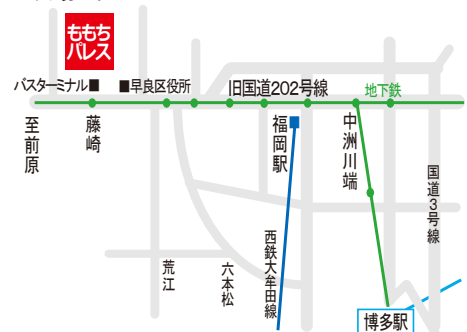 ももち
パレス
バスターミナル■
■早良区役所
旧国道202号線
地下鉄
至前原
藤崎
福岡駅
中洲川端
国道3号線
西鉄大牟田線
荒江
六本松
博多駅